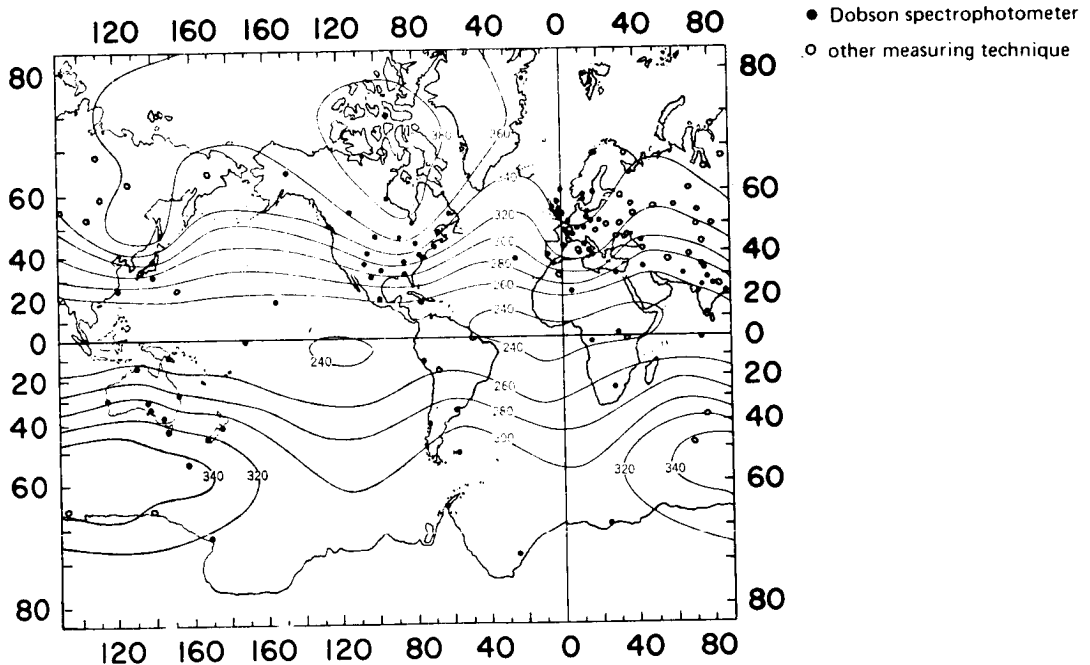 120 160 160 120 80 40 0 40 80
● Dobson spectrophotometer
○ other measuring technique
80 80
380 360
340
60 320 60
300
40 280 40
260
20 240 20
0 240 0
240
20 260 20
280
40 300 40
340 320 320 340
60 60
80 80
120 160 160 120 80 40 0 40 80